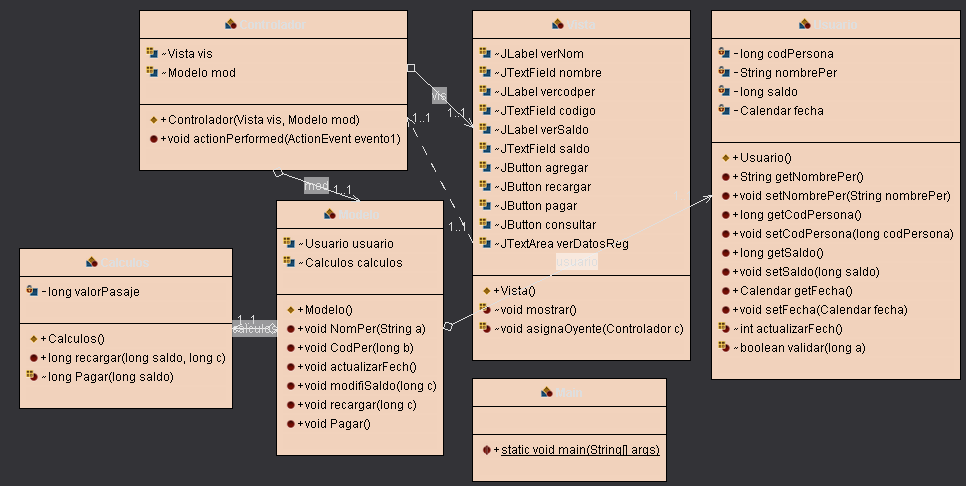 Controlador
~Vista vis
~Modelo mod
+Controlador(Vista vis, Modelo mod)
+void actionPerformed(ActionEvent evento1)
Vista
~JLabel verNom
~JTextField nombre
~JLabel vercodper
~JTextField codigo
~JLabel verSaldo
~JTextField saldo
~JButton agregar
~JButton recargar
~JButton pagar
~JButton consultar
~JTextArea verDatosReg
+Vista()
~void mostrar()
~void asignaOyente(Controlador c)
Usuario
-long codPersona
-String nombrePer
-long saldo
-Calendar fecha
+Usuario()
+String getNombrePer()
+void setNombrePer(String nombrePer)
+long getCodPersona()
+void setCodPersona(long codPersona)
+long getSaldo()
+void setSaldo(long saldo)
+Calendar getFecha()
+void setFecha(Calendar fecha)
~int actualizarFech()
~boolean validar(long a)
vis
1..1
1..1
mod
1..1
1..1
Modelo
~Usuario usuario
~Calculos calculos
+Modelo()
+void NomPer(String a)
+void CodPer(long b)
+void actualizarFech()
+void modifiSaldo(long c)
+void recargar(long c)
+void Pagar()
usuario
Calculos
-long valorPasaje
+Calculos()
+long recargar(long saldo, long c)
~long Pagar(long saldo)
1..1
calculos
Main
+static void main(String[] args)